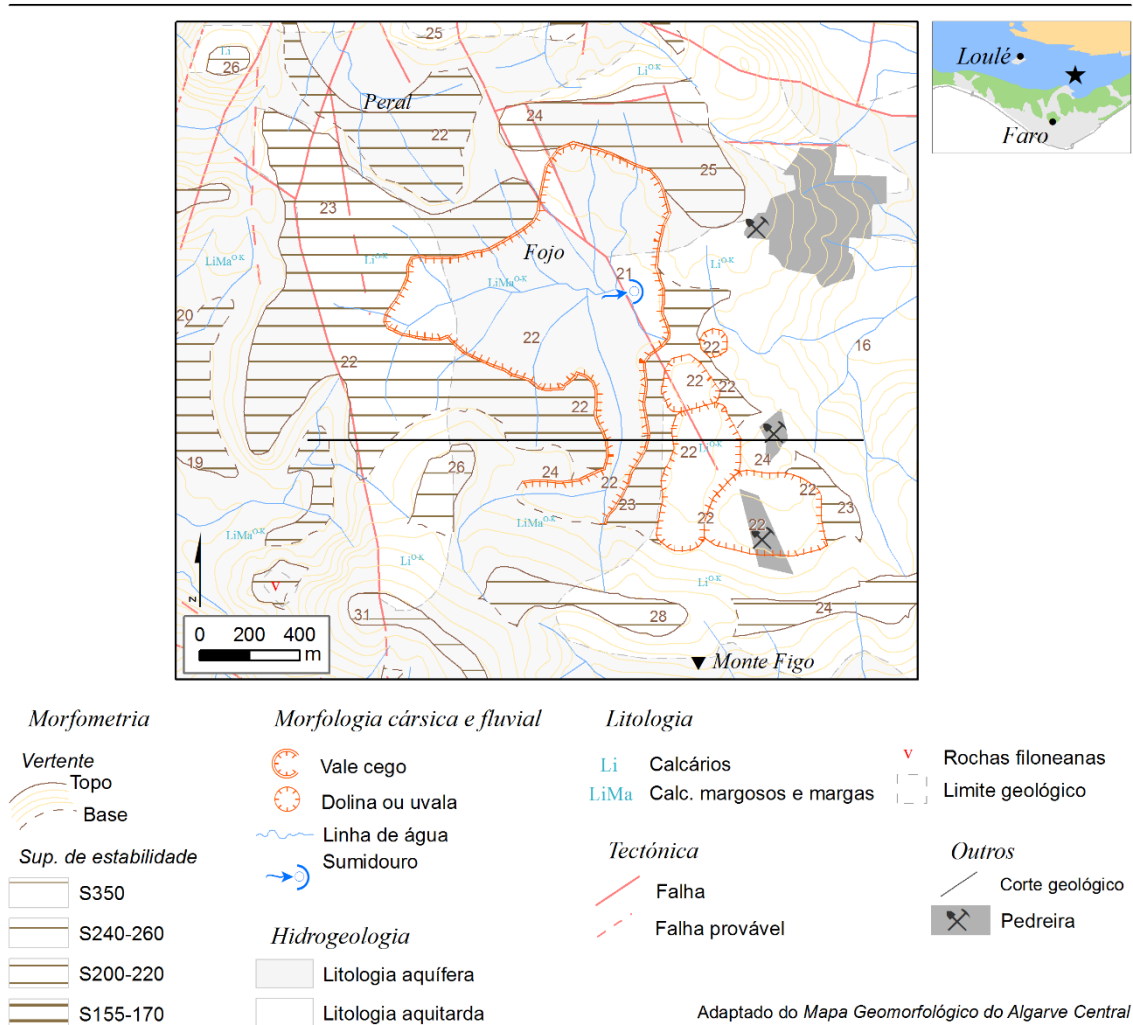 Li
26
25
Peral
Li O-K
24
22
25
23
Fojo
LiMa O-K
Li O-K
LiMa O-K
21
Li O-K
20
22
22
22
16
22
22
22
Li O-K
19
26
24
22
24
22
22
23
23
22
22
LiMa O-K
LiMa O-K
Li O-K
Li O-K
v
31
28
24
z
0 200 400
m
Monte Figo
Loulé
Faro
Morfometria
Vertente
Topo
Base
Sup. de estabilidade
S350
S240-260
S200-220
S155-170
Morfologia cársica e fluvial
Vale cego
Dolina ou uvala
Linha de água
Sumidouro
Hidrogeologia
Litologia aquífera
Litologia aquitarda
Litologia
Li Calcários
LiMa Calc. margosos e margas
v Rochas filoneanas
Limite geológico
Tectónica
Falha
Falha provável
Outros
Corte geológico
Pedreira
Adaptado do Mapa Geomorfológico do Algarve Central